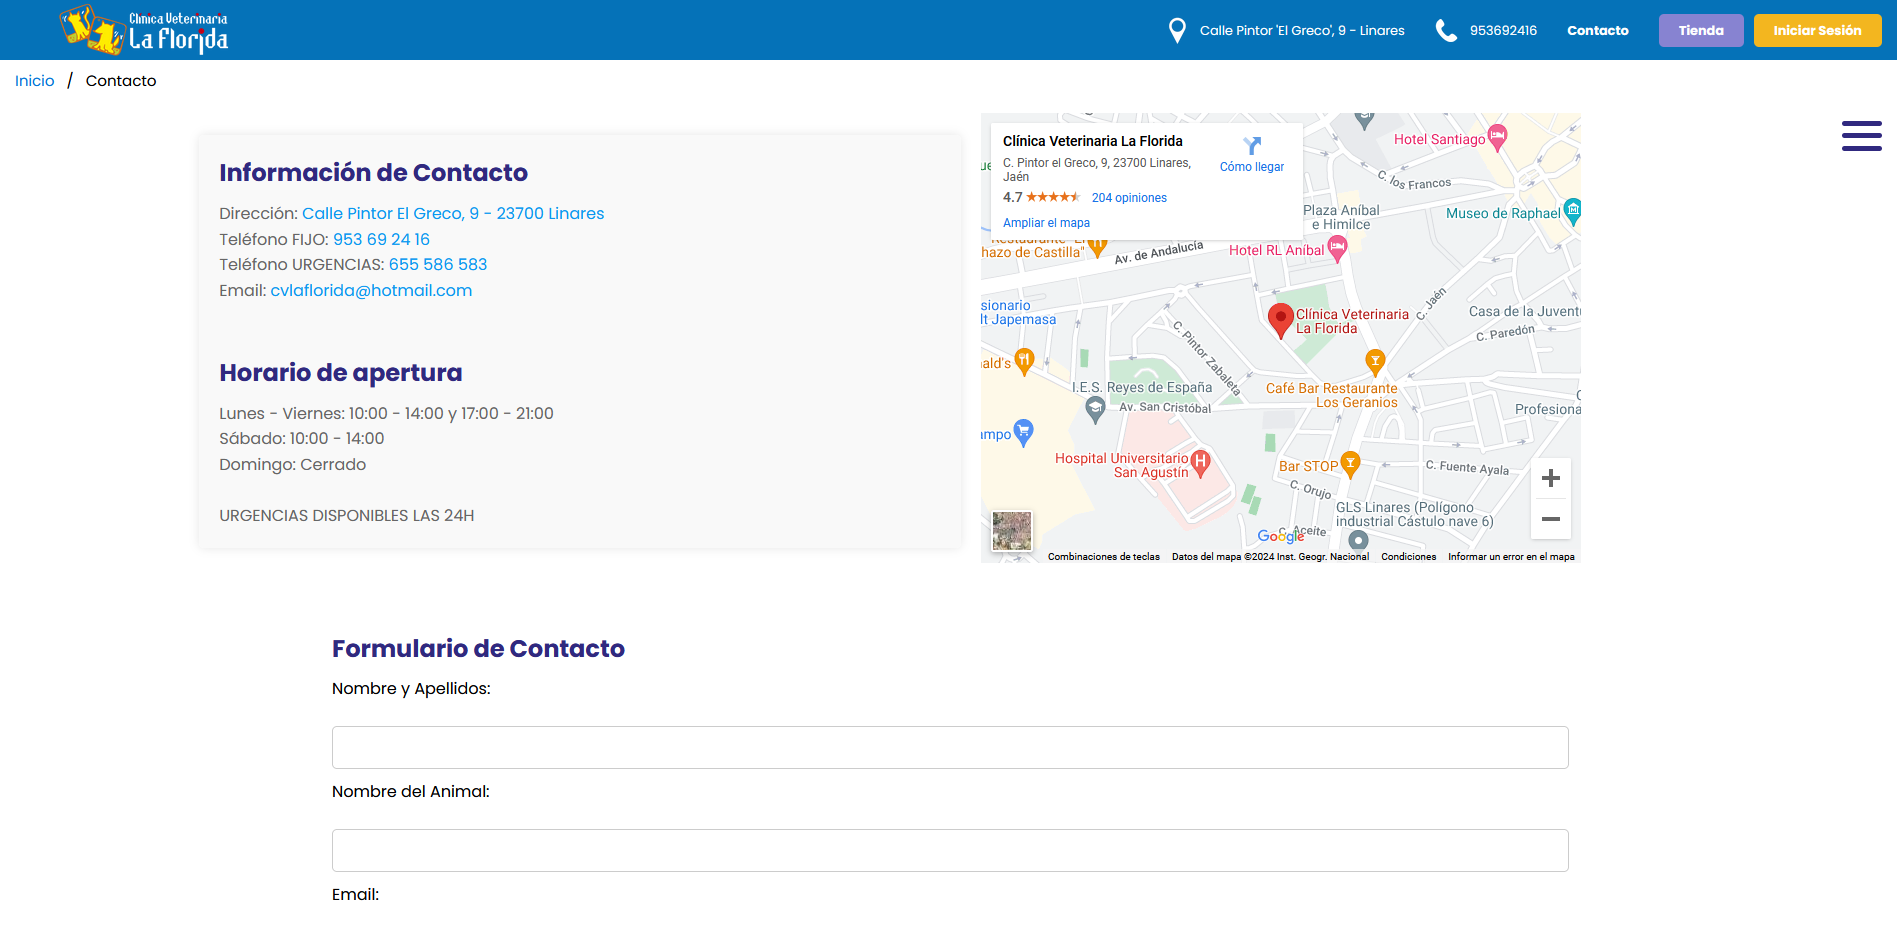 Clínica Veterinaria
La Florida
Calle Pintor 'El Greco', 9 - Linares
953692416
Contacto
Tienda
Iniciar Sesión
Inicio / Contacto
Información de Contacto
Dirección: Calle Pintor El Greco, 9 - 23700 Linares
Teléfono FIJO: 953 69 24 16
Teléfono URGENCIAS: 655 586 583
Email: cvlaflorida@hotmail.com
Horario de apertura
Lunes - Viernes: 10:00 - 14:00 y 17:00 - 21:00
Sábado: 10:00 - 14:00
Domingo: Cerrado
URGENCIAS DISPONIBLES LAS 24H
Clínica Veterinaria La Florida
C. Pintor el Greco, 9, 23700 Linares,
Jaén
4.7
204 opiniones
Ampliar el mapa
Cómo llegar
Hotel Santiago
C. los Francos
Museo de Raphael
Plaza Aníbal
e Himilce
hazo de Castilla"
Av. de Andalucía
Hotel RL Aníbal
sionario
lt Japemasa
Clínica Veterinaria
La Florida
C. Jaén
Casa de la Juvent
C. Paredón
C. Pintor Zabaleta
ald's
I.E.S. Reyes de España
Av. San Cristóbal
Café Bar Restaurante
Los Geranios
Profesiona
ampo
Hospital Universitario
San Agustín
Bar STOP
C. Fuente Ayala
C. Orujo
GLS Linares (Polígono
industrial Cástulo nave 6)
C. Aceite
Google
Combinaciones de teclas
Datos del mapa ©2024 Inst. Geogr. Nacional
Condiciones
Informar un error en el mapa
Formulario de Contacto
Nombre y Apellidos:
Nombre del Animal:
Email: